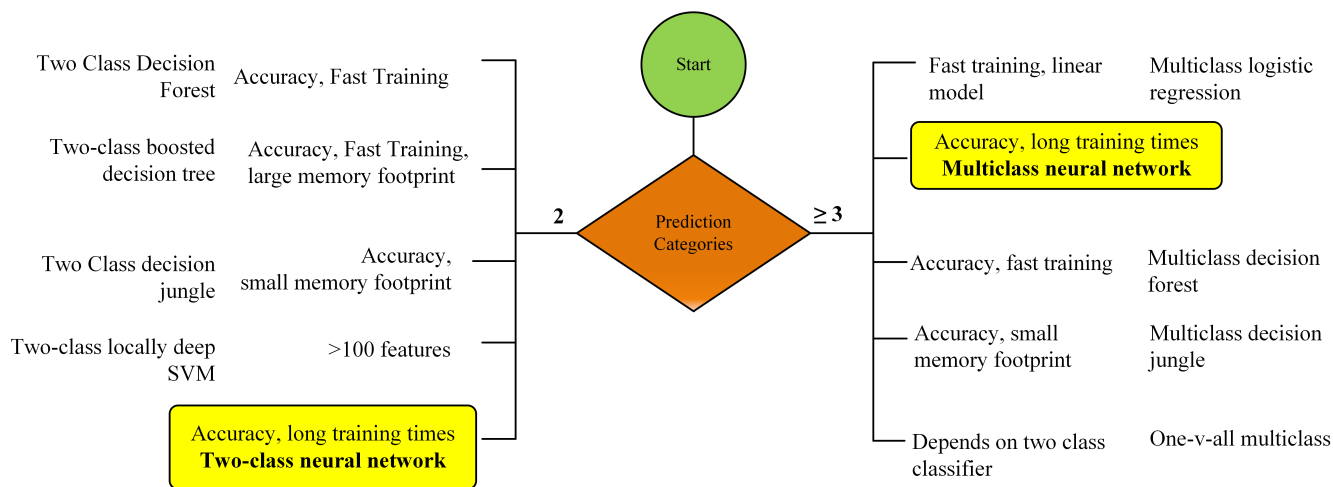 Start
Prediction
Categories
2
≥ 3
Two Class Decision
Forest
Accuracy, Fast Training
Two-class boosted
decision tree
Accuracy, Fast Training,
large memory footprint
Two Class decision
jungle
Accuracy,
small memory footprint
Two-class locally deep
SVM
>100 features
Accuracy, long training times
Two-class neural network
Fast training, linear
model
Multiclass logistic
regression
Accuracy, long training times
Multiclass neural network
Accuracy, fast training
Multiclass decision
forest
Accuracy, small
memory footprint
Multiclass decision
jungle
Depends on two class
classifier
One-v-all multiclass